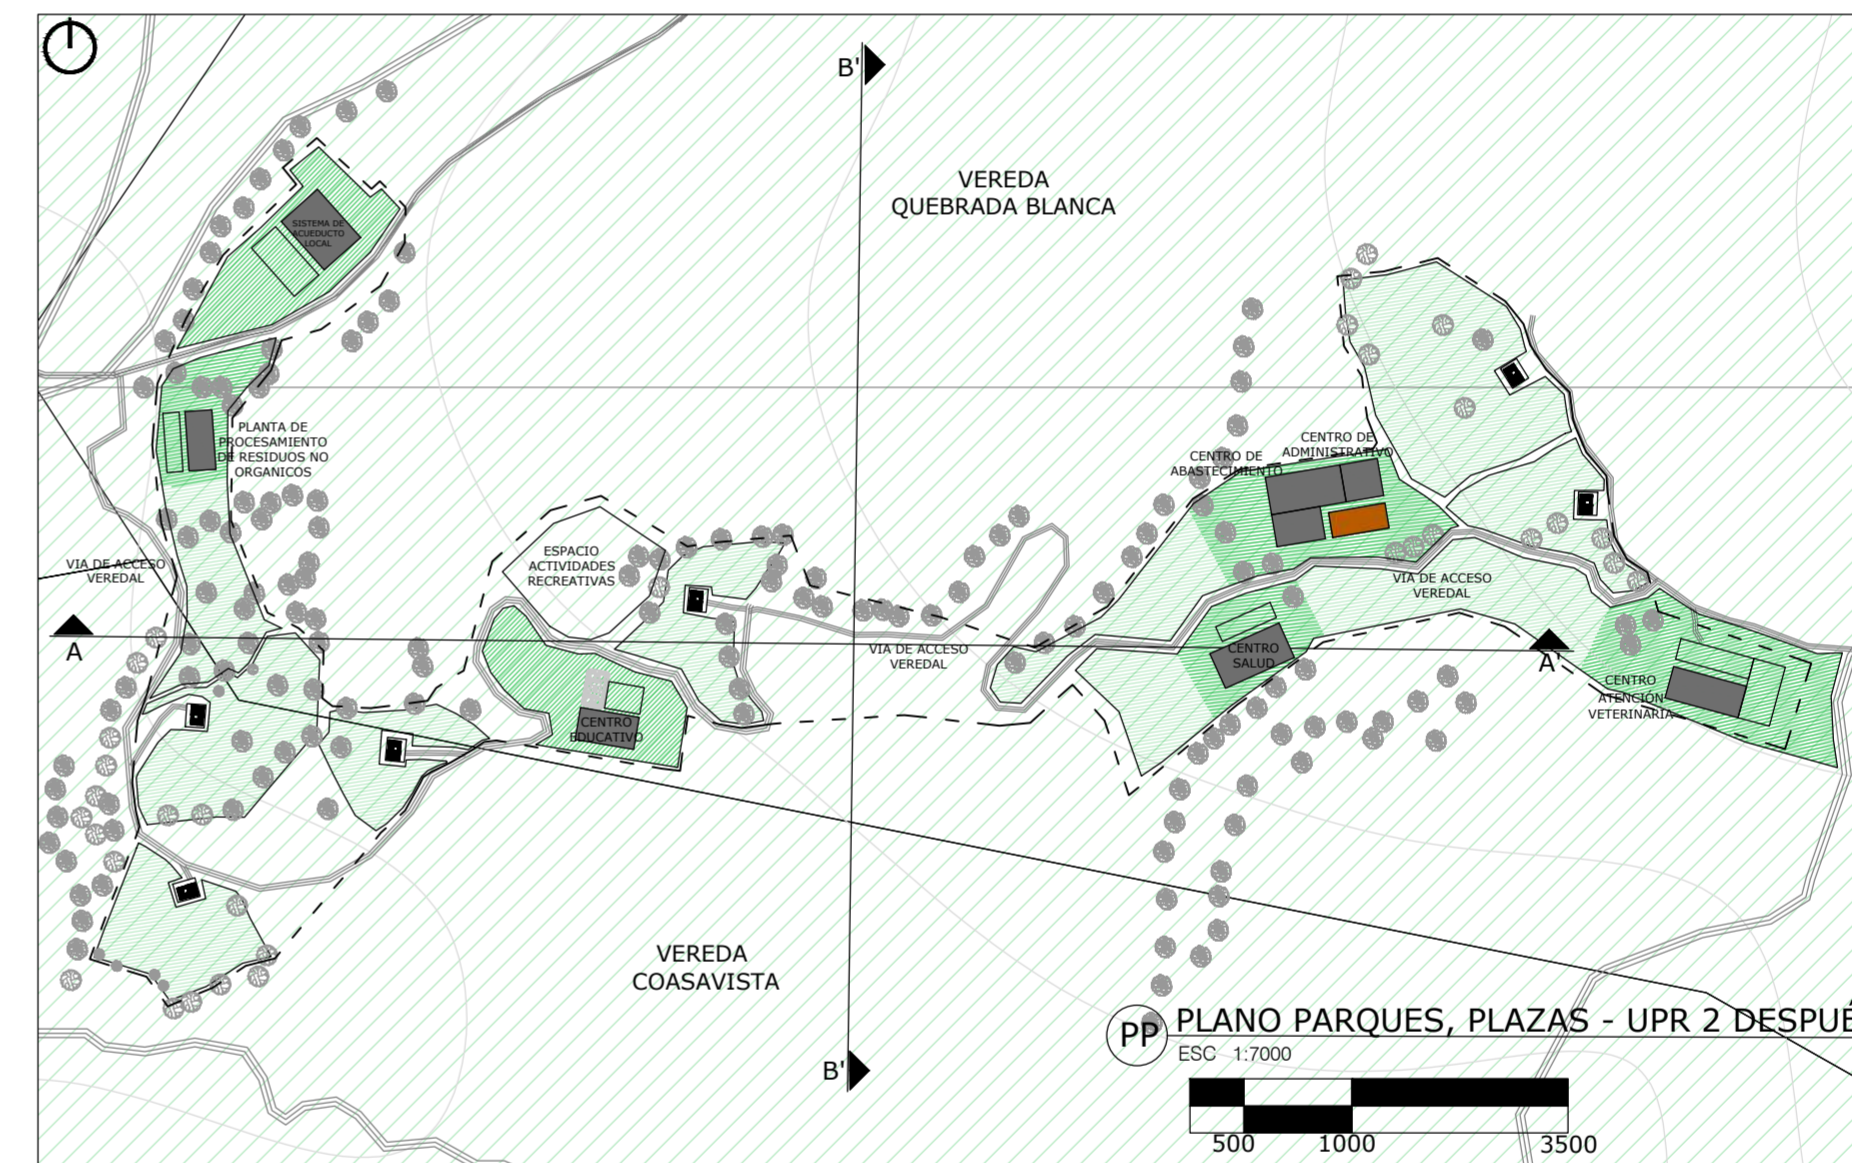 B'
VEREDA
QUEBRADA BLANCA
SISTEMA DE
ACUEDUCTO
LOCAL
PLANTA DE
PROCESAMIENTO
DE RESIDUOS NO
ORGANICOS
CENTRO DE
ADMINISTRATIVO
CENTRO DE
ABASTECIMIENTO
ESPACIO
ACTIVIDADES
RECREATIVAS
VIA DE ACCESO
VEREDAL
VIA DE ACCESO
VEREDAL
A
VIA DE ACCESO
VEREDAL
CENTRO
SALUD
A'
CENTRO
ATENCIÓN
VETERINARIA
CENTRO
EDUCATIVO
VEREDA
COASAVISTA
B'
PP
PLANO PARQUES, PLAZAS - UPR 2 DESPUÉ
ESC 1:7000
500 1000 3500